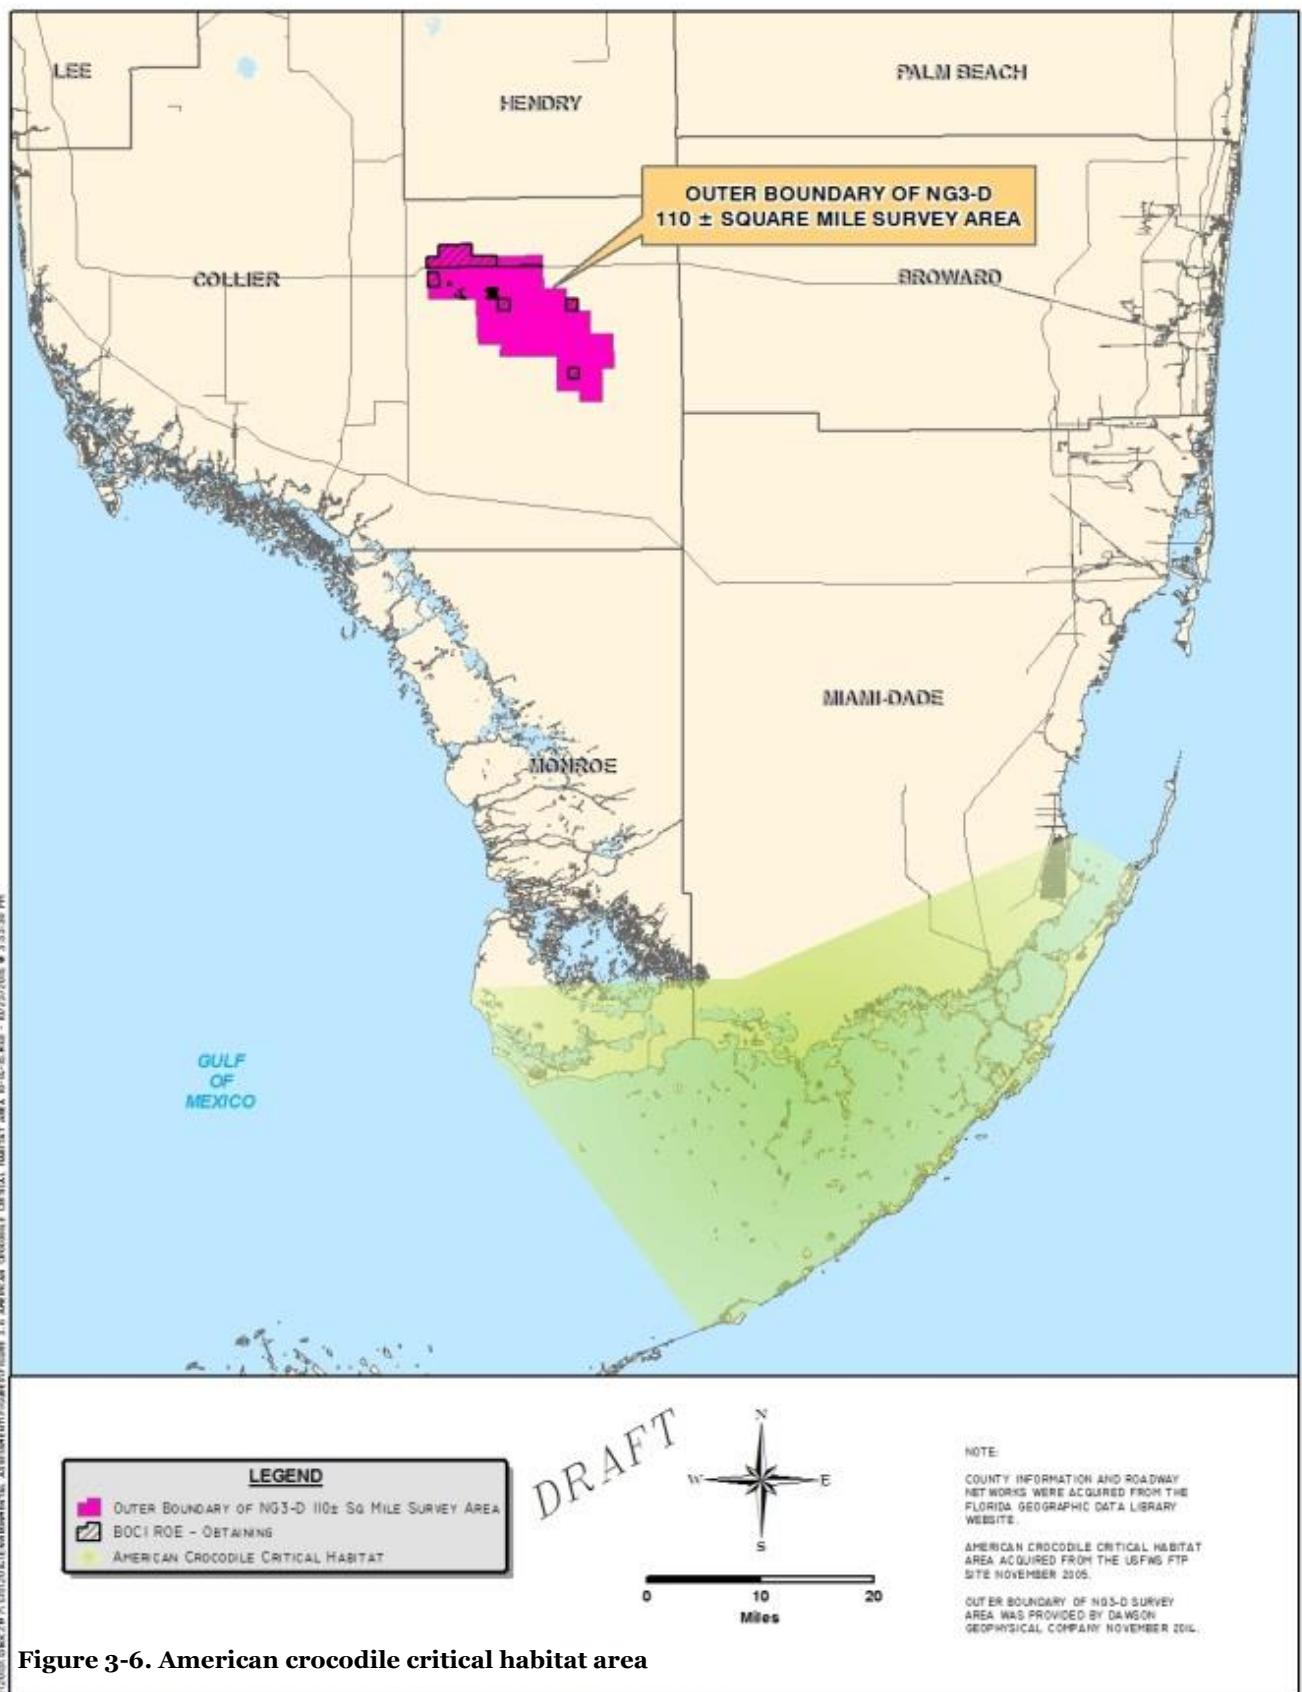 LEE
HENDRY
PALM BEACH
OUTER BOUNDARY OF NG3-D
110 ± SQUARE MILE SURVEY AREA
COLLIER
BROWARD
MIAMI-DADE
MONROE
GULF
OF
MEXICO
LEGEND
OUTER BOUNDARY OF NG3-D 110± SQ MILE SURVEY AREA
BOCI ROE - OBTAINING
AMERICAN CROCODILE CRITICAL HABITAT
DRAFT
N
W E
S
0 10 20
Miles
NOTE:
COUNTY INFORMATION AND ROADWAY
NETWORKS WERE ACQUIRED FROM THE
FLORIDA GEOGRAPHIC DATA LIBRARY
WEBSITE.
AMERICAN CROCODILE CRITICAL HABITAT
AREA ACQUIRED FROM THE USFWS FTP
SITE NOVEMBER 2005.
OUTER BOUNDARY OF NG3-D SURVEY
AREA WAS PROVIDED BY DAWSON
GEOPHYSICAL COMPANY NOVEMBER
Figure 3-6. American crocodile critical habitat area